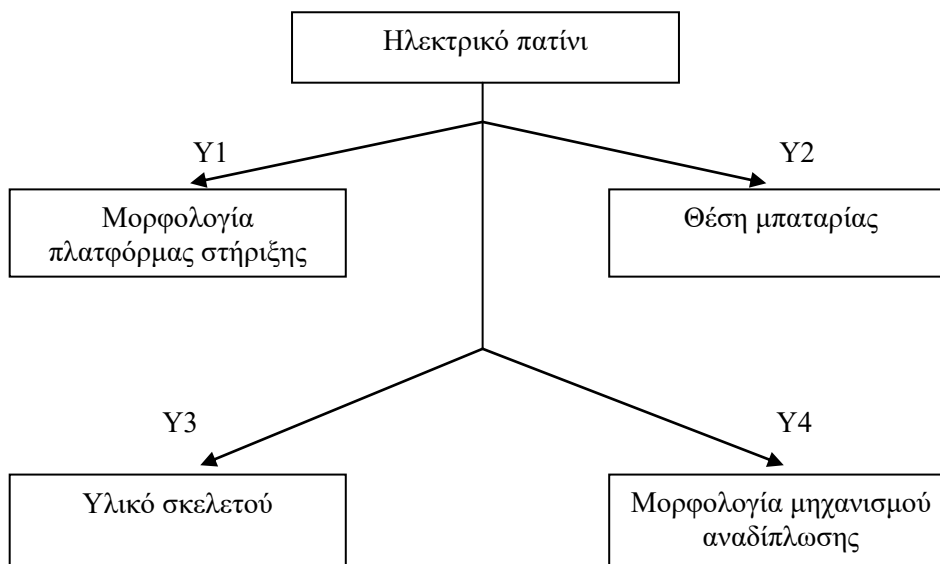 Ηλεκτρικό πατίνι
Υ1
Υ2
Μορφολογία
πλατφόρμας στήριξης
Θέση μπαταρίας
Υ3
Υ4
Υλικό σκελετού
Μορφολογία μηχανισμού
αναδίπλωσης